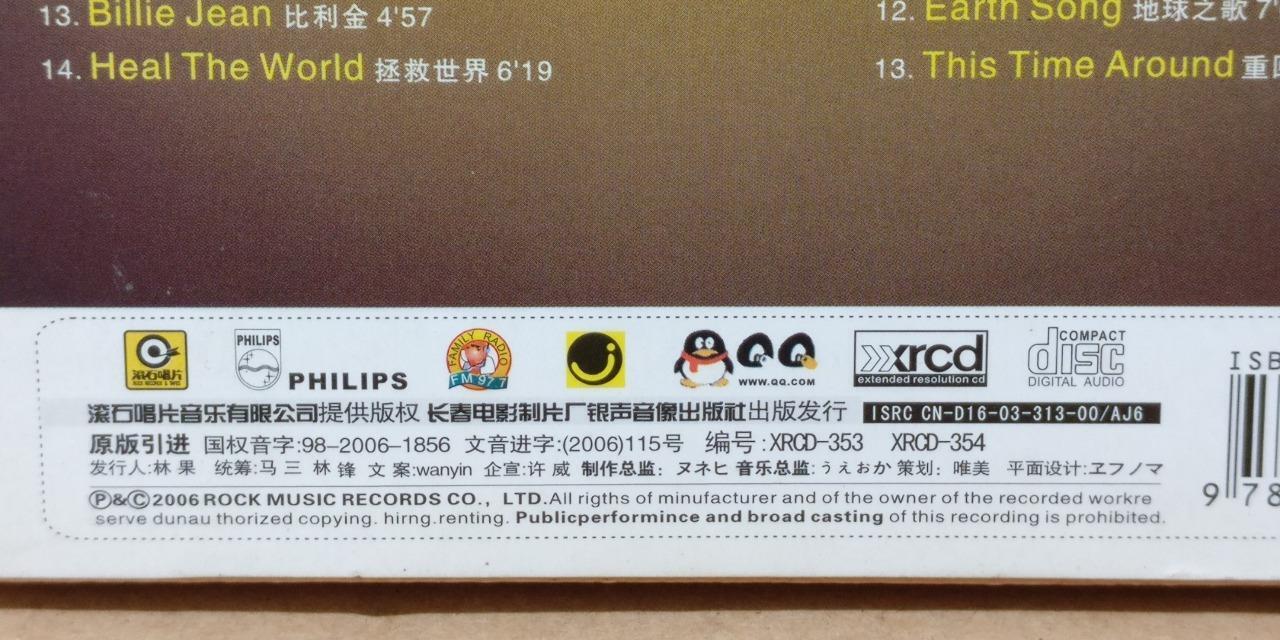 13. Billie Jean 比利金 4'57
14. Heal The World 拯救世界 6'19
12. Earth Song 地球之歌 7'
13. This Time Around 重
滚石唱片
ROCK RECORDS & TAPES
PHILIPS
PHILIPS
FAMILY RADIO
FM 97.7
WWW.QQ.COM
xrcd
extended resolution cd
COMPACT
disc
DIGITAL AUDIO
滚石唱片音乐有限公司提供版权 长春电影制片厂银声音像出版社出版发行 ISRC CN-D16-03-313-00/AJ6
原版引进 国权音字:98-2006-1856 文音进字:(2006)115号 编号:XRCD-353 XRCD-354
发行人:林 果 统筹:马 三 林 锋 文 案:wanyin 企宣:许 威 制作总监: ヌネヒ 音乐总监:うぇおか 策划: 唯美 平面设计:ヱフノマ
Ⓟ&Ⓒ2006 ROCK MUSIC RECORDS CO., LTD.All rigths of minufacturer and of the owner of the recorded workre
serve dunau thorized copying. hirng.renting. Publicperformince and broad casting of this recording is prohibited.
ISB
9 78